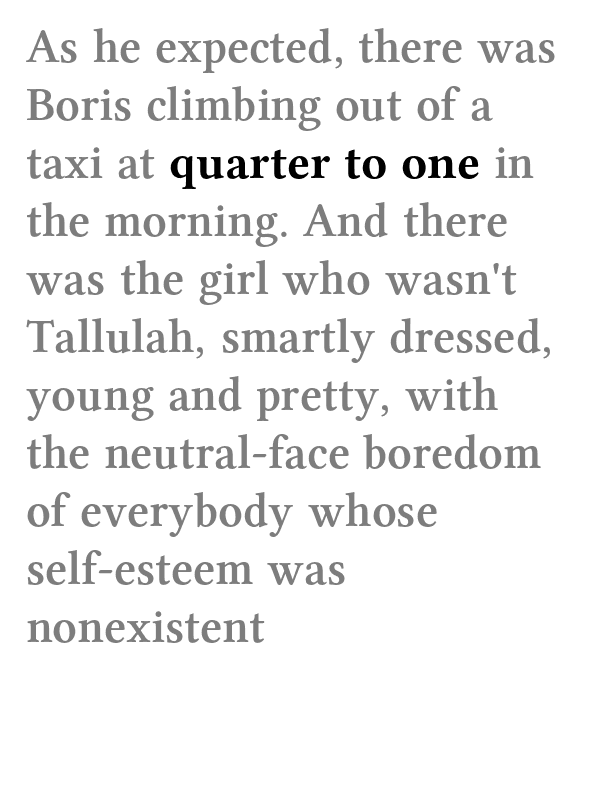 As he expected, there was
Boris climbing out of a
taxi at quarter to one in
the morning. And there
was the girl who wasn't
Tallulah, smartly dressed,
young and pretty, with
the neutral-face boredom
of everybody whose
self-esteem was
nonexistent